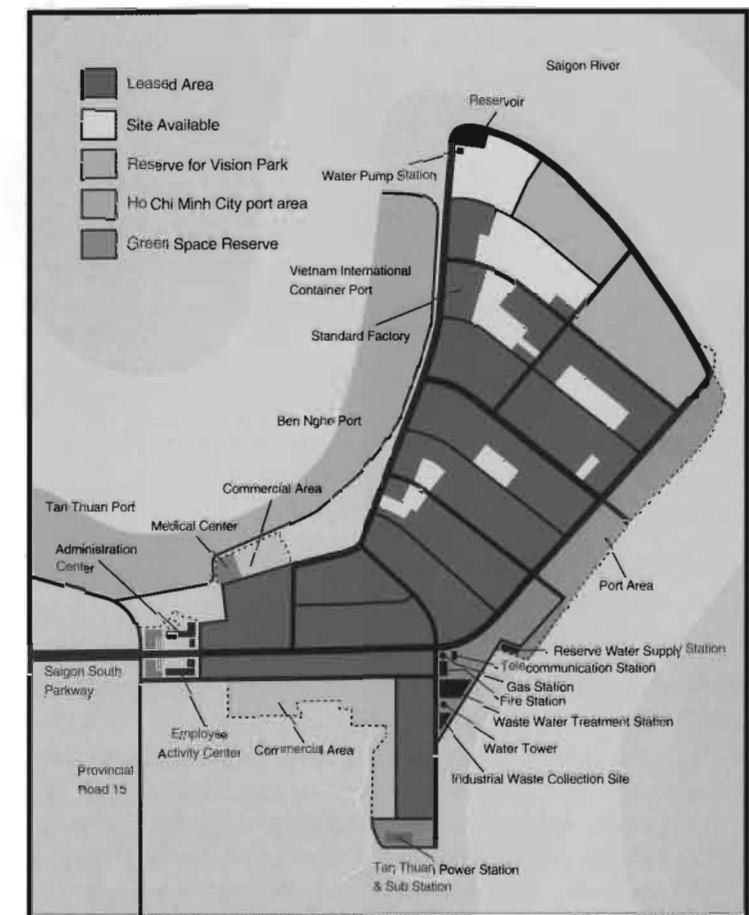 Saigon River
Leased Area
Site Available
Reserve for Vision Park
Ho Chi Minh City port area
Green Space Reserve
Reservoir
Water Pump Station
Vietnam International
Container Port
Standard Factory
Ben Nghe Port
Commercial Area
Tan Thuan Port
Medical Center
Administration
Center
Port Area
Reserve Water Supply Station
Telecommunication Station
Gas Station
Fire Station
Waste Water Treatment Station
Water Tower
Industrial Waste Collection Site
Saigon South
Parkway
Employee
Activity Center
Commercial Area
Provincial
Road 15
Tan Thuan Power Station
& Sub Station